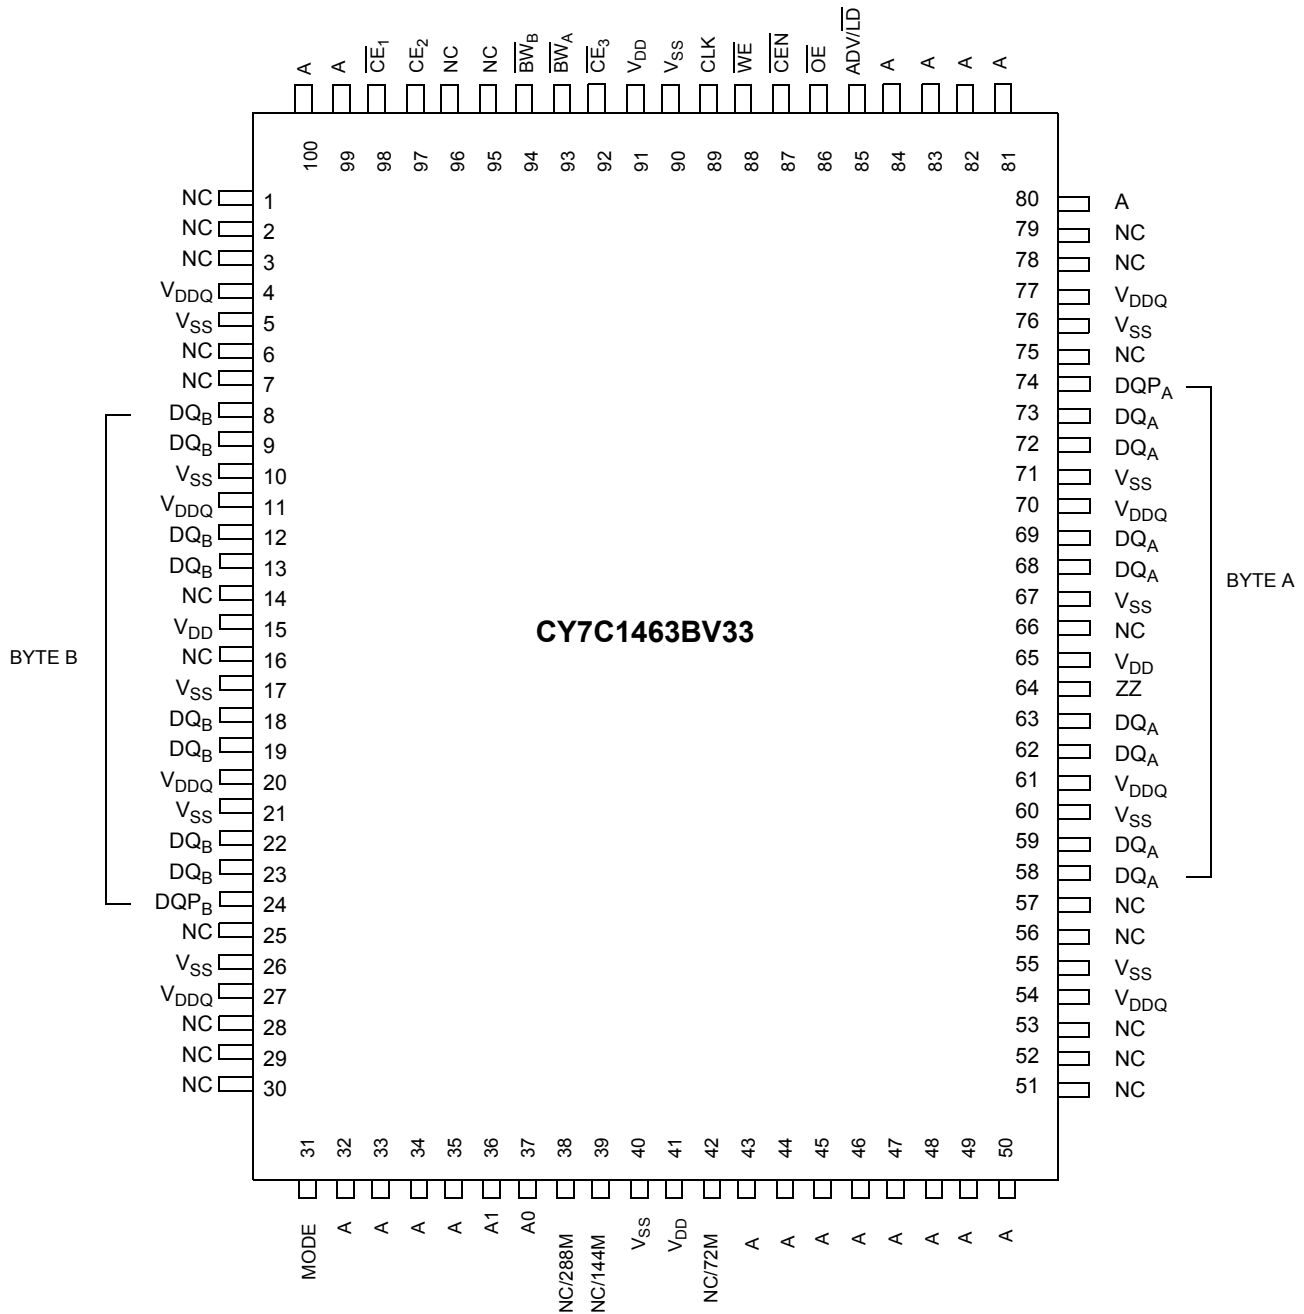 A
A
CE1
CE2
NC
NC
BWB
BWA
CE3
VDD
VSS
CLK
WE
CEN
OE
ADV/LD
A
A
A
A
100
99
98
97
96
95
94
93
92
91
90
89
88
87
86
85
84
83
82
81
NC 1
NC 2
NC 3
VDDQ 4
VSS 5
NC 6
NC 7
DQB 8
DQB 9
VSS 10
VDDQ 11
DQB 12
DQB 13
NC 14
VDD 15
NC 16
VSS 17
DQB 18
DQB 19
VDDQ 20
VSS 21
DQB 22
DQB 23
DQPB 24
NC 25
VSS 26
VDDQ 27
NC 28
NC 29
NC 30
BYTE B
CY7C1463BV33
80 A
79 NC
78 NC
77 VDDQ
76 VSS
75 NC
74 DQPA
73 DQA
72 DQA
71 VSS
70 VDDQ
69 DQA
68 DQA
67 VSS
66 NC
65 VDD
64 ZZ
63 DQA
62 DQA
61 VDDQ
60 VSS
59 DQA
58 DQA
57 NC
56 NC
55 VSS
54 VDDQ
53 NC
52 NC
51 NC
BYTE A
31
32
33
34
35
36
37
38
39
40
41
42
43
44
45
46
47
48
49
50
MODE
A
A
A
A
A1
A0
NC/288M
NC/144M
VSS
VDD
NC/72M
A
A
A
A
A
A
A
A